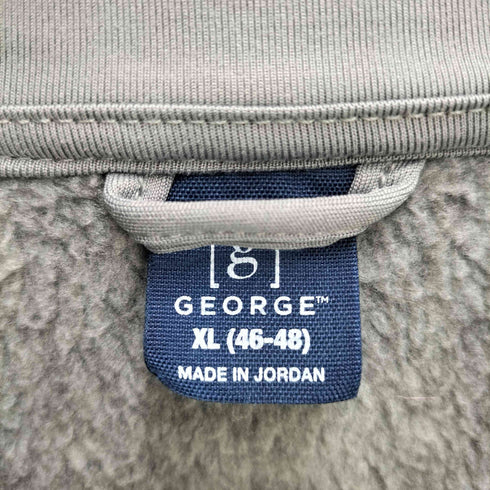 [g]
GEORGE™
XL (46-48)
MADE IN JORDAN